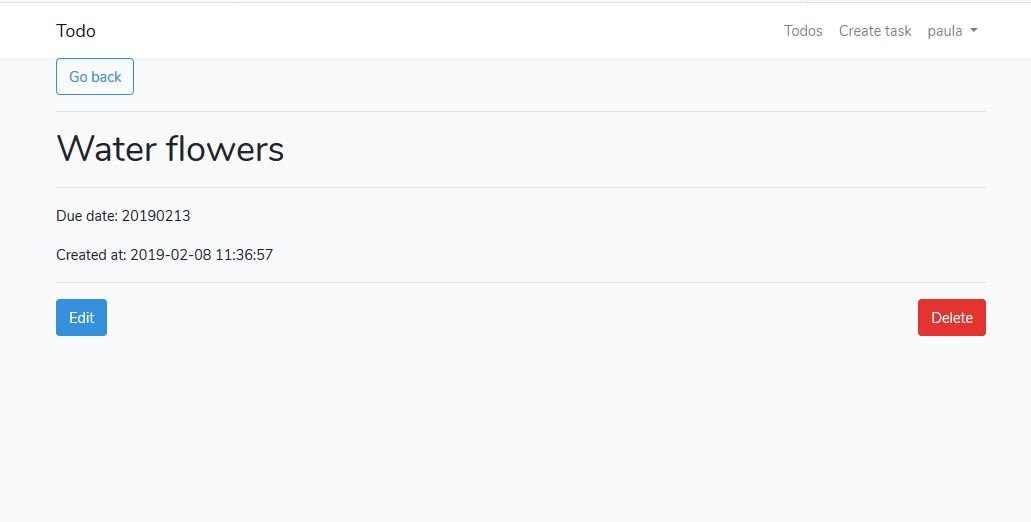 Todo Todos Create task paula
Go back
Water flowers
Due date: 20190213
Created at: 2019-02-08 11:36:57
Edit Delete